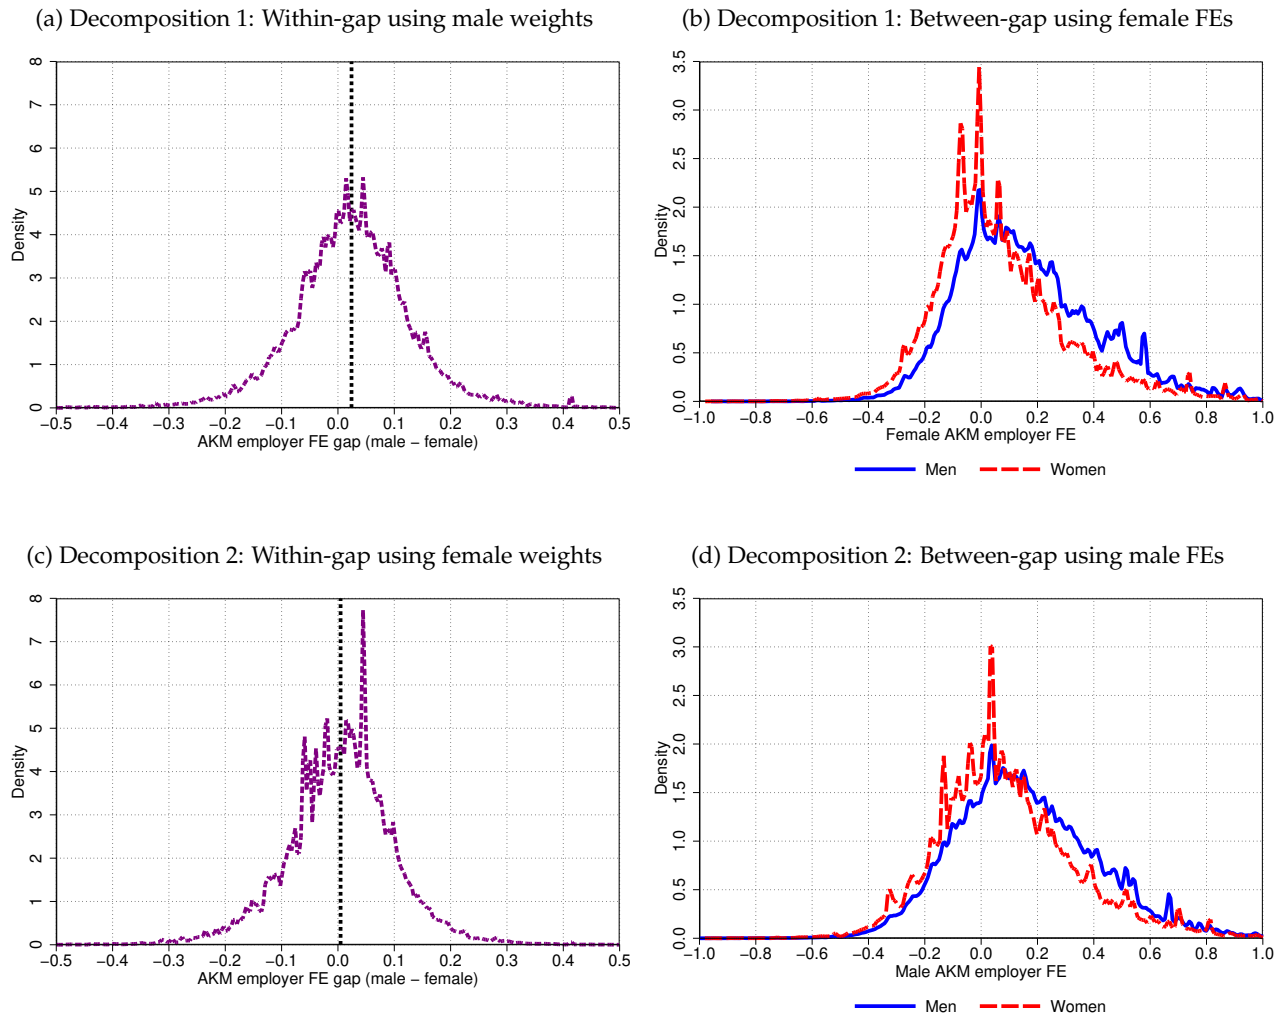 (a) Decomposition 1: Within-gap using male weights
Density
0 1 2 3 4 5 6 7 8
−0.5 −0.4 −0.3 −0.2 −0.1 0.0 0.1 0.2 0.3 0.4 0.5
AKM employer FE gap (male − female)
(b) Decomposition 1: Between-gap using female FEs
Density
0.0 0.5 1.0 1.5 2.0 2.5 3.0 3.5
−1.0 −0.8 −0.6 −0.4 −0.2 0.0 0.2 0.4 0.6 0.8 1.0
Female AKM employer FE
Men Women
(c) Decomposition 2: Within-gap using female weights
Density
0 1 2 3 4 5 6 7 8
−0.5 −0.4 −0.3 −0.2 −0.1 0.0 0.1 0.2 0.3 0.4 0.5
AKM employer FE gap (male − female)
(d) Decomposition 2: Between-gap using male FEs
Density
0.0 0.5 1.0 1.5 2.0 2.5 3.0 3.5
−1.0 −0.8 −0.6 −0.4 −0.2 0.0 0.2 0.4 0.6 0.8 1.0
Male AKM employer FE
Men Women